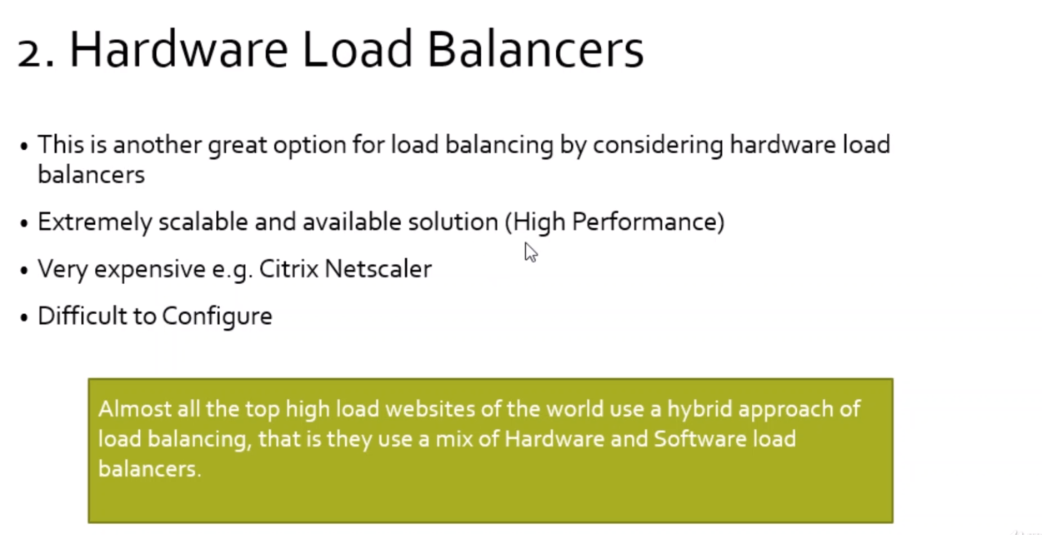 2. Hardware Load Balancers
• This is another great option for load balancing by considering hardware load
balancers
• Extremely scalable and available solution (High Performance)
• Very expensive e.g. Citrix Netscaler
• Difficult to Configure
Almost all the top high load websites of the world use a hybrid approach of
load balancing, that is they use a mix of Hardware and Software load
balancers.